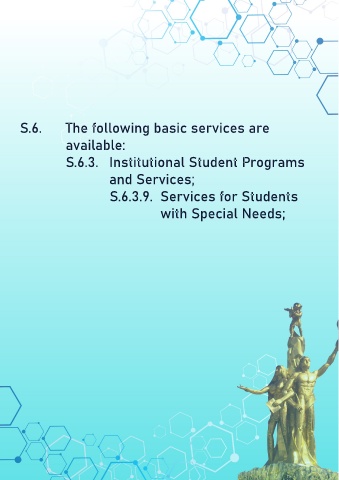 S.6. The following basic services are
available:
S.6.3. Institutional Student Programs
and Services;
S.6.3.9. Services for Students
with Special Needs;